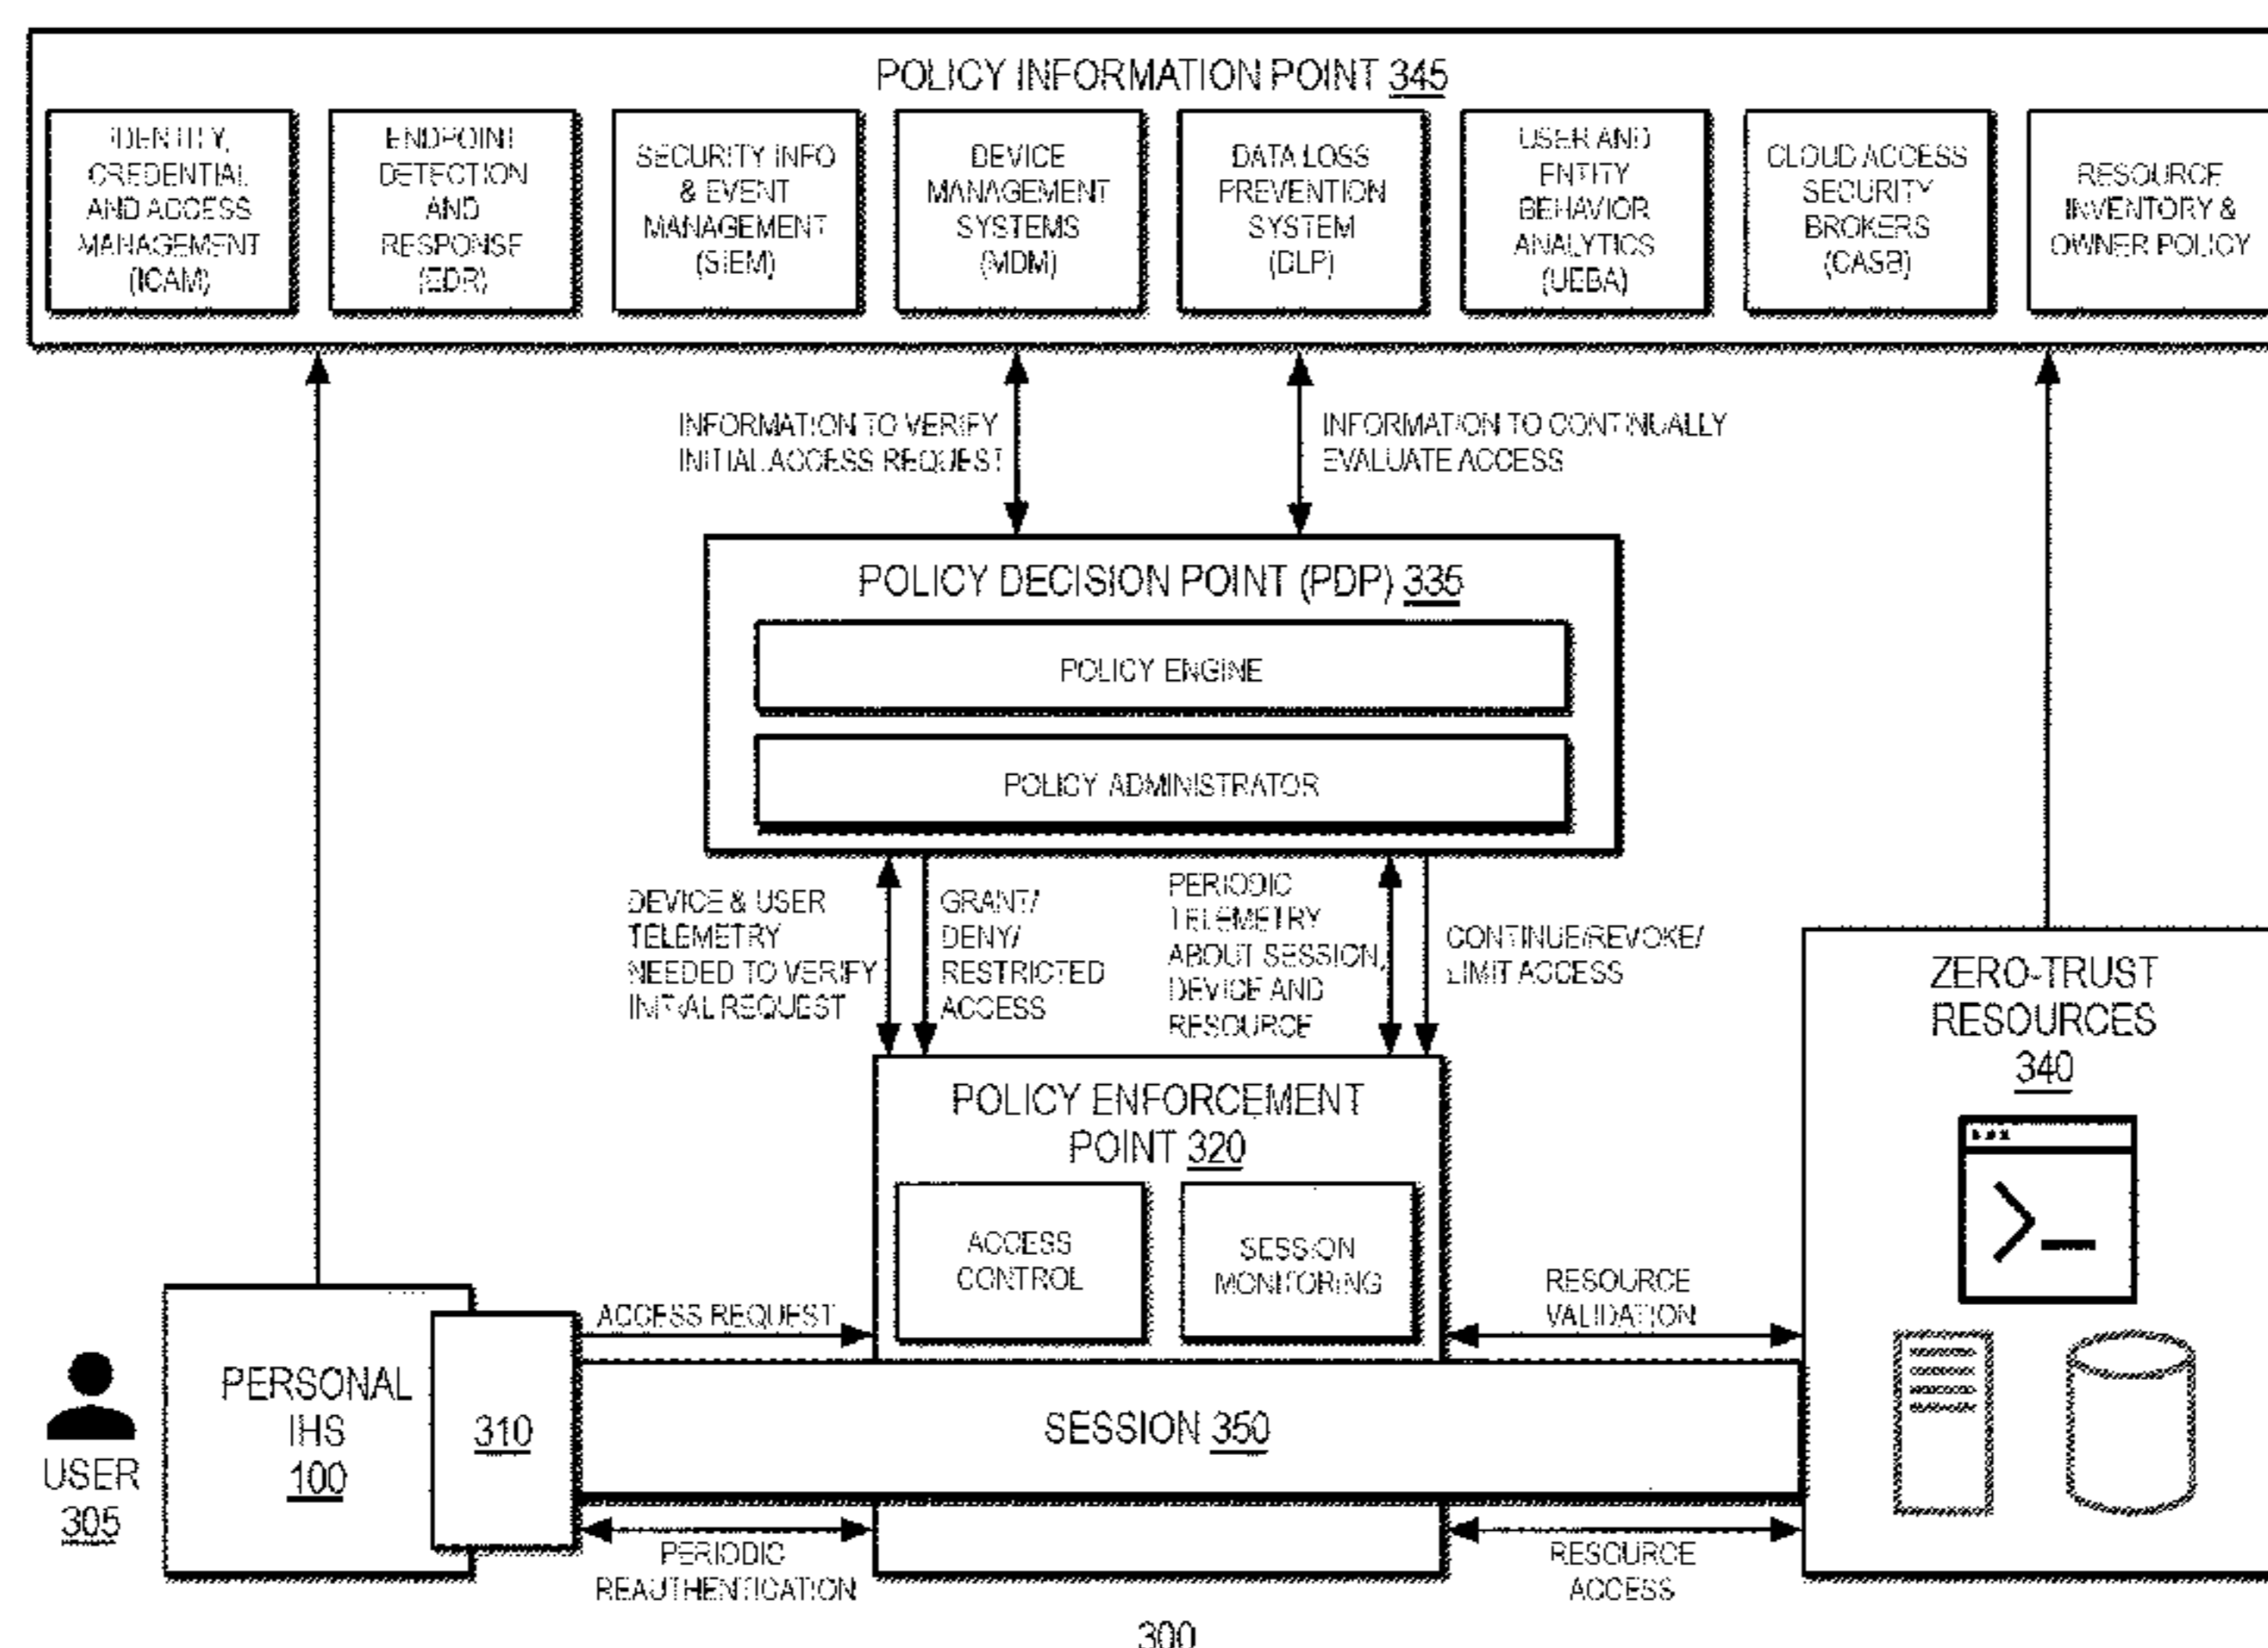 POLICY INFORMATION POINT 345
IDENTITY,
CREDENTIAL
AND ACCESS
MANAGEMENT
(ICAM)
ENDPOINT
DETECTION
AND
RESPONSE
(EDR)
SECURITY INFO
& EVENT
MANAGEMENT
(SIEM)
DEVICE
MANAGEMENT
SYSTEMS
(MDM)
DATA LOSS
PREVENTION
SYSTEM
(DLP)
USER AND
ENTITY
BEHAVIOR
ANALYTICS
(UEBA)
CLOUD ACCESS
SECURITY
BROKERS
(CASB)
RESOURCE
INVENTORY &
OWNER POLICY
INFORMATION TO VERIFY
INITIAL ACCESS REQUEST
INFORMATION TO CONTINUALLY
EVALUATE ACCESS
POLICY DECISION POINT (PDP) 335
POLICY ENGINE
POLICY ADMINISTRATOR
DEVICE & USER
TELEMETRY
NEEDED TO VERIFY
INITIAL REQUEST
GRANT/
DENY/
RESTRICTED
ACCESS
PERIODIC
TELEMETRY
ABOUT SESSION,
DEVICE AND
RESOURCE
CONTINUE/REVOKE/
LIMIT ACCESS
ZERO-TRUST
RESOURCES
340
POLICY ENFORCEMENT
POINT 320
ACCESS
CONTROL
SESSION
MONITORING
ACCESS REQUEST
RESOURCE
VALIDATION
USER
305
PERSONAL
IHS
100
310
SESSION 350
PERIODIC
REAUTHENTICATION
RESOURCE
ACCESS
300